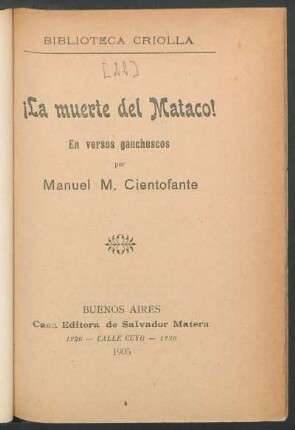 BIBLIOTECA CRIOLLA
[22]
¡La muerte del Mataco!
En versos gauchescos
por
Manuel M. Cientofante
BUENOS AIRES
Casa Editora de Salvador Matera
1226 — CALLE CUYO — 1230
1905